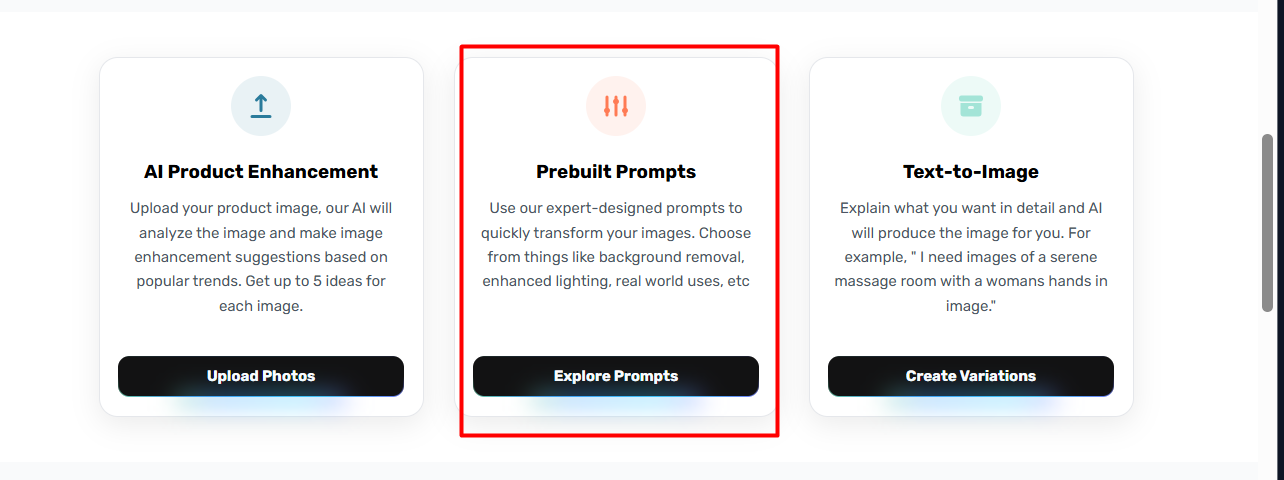 AI Product Enhancement
Upload your product image, our AI will
analyze the image and make image
enhancement suggestions based on
popular trends. Get up to 5 ideas for
each image.
Upload Photos
Prebuilt Prompts
Use our expert-designed prompts to
quickly transform your images. Choose
from things like background removal,
enhanced lighting, real world uses, etc
Explore Prompts
Text-to-Image
Explain what you want in detail and AI
will produce the image for you. For
example, " I need images of a serene
massage room with a womans hands in
image."
Create Variations